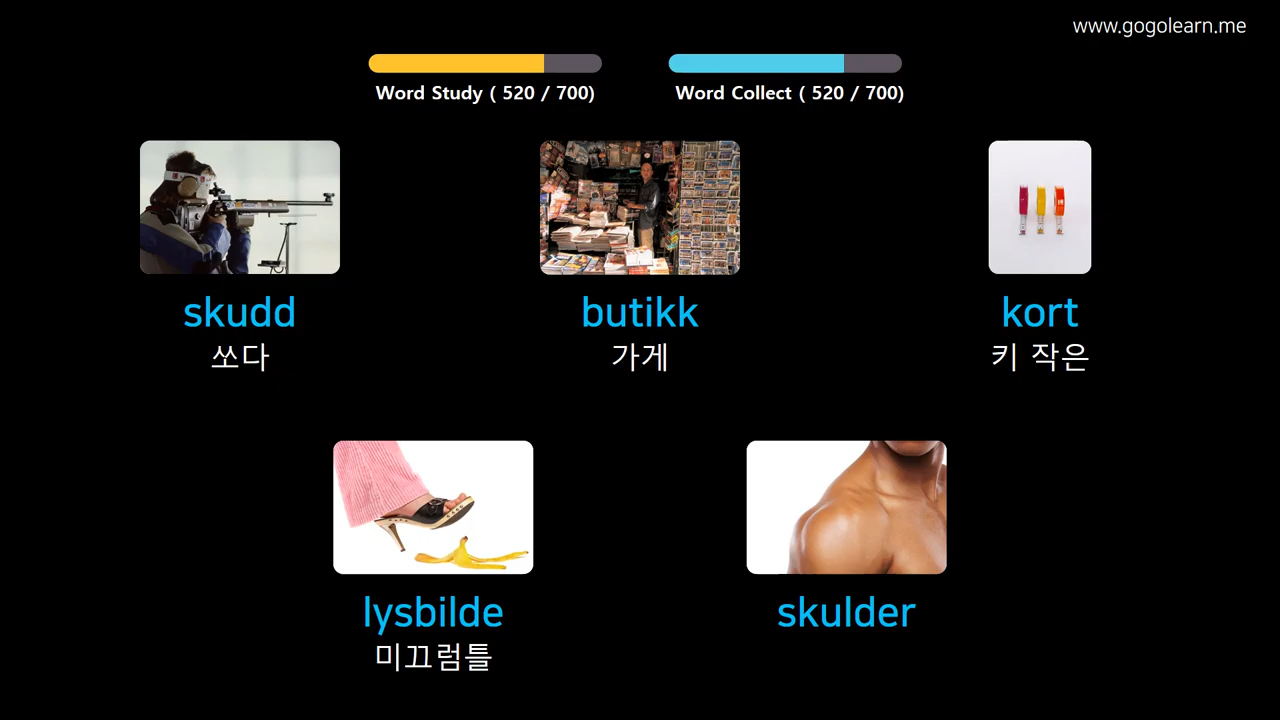 www.gogolearn.me
Word Study ( 520 / 700)
Word Collect ( 520 / 700)
skudd
쏘다
butikk
가게
kort
키 작은
lysbilde
미끄럼틀
skulder